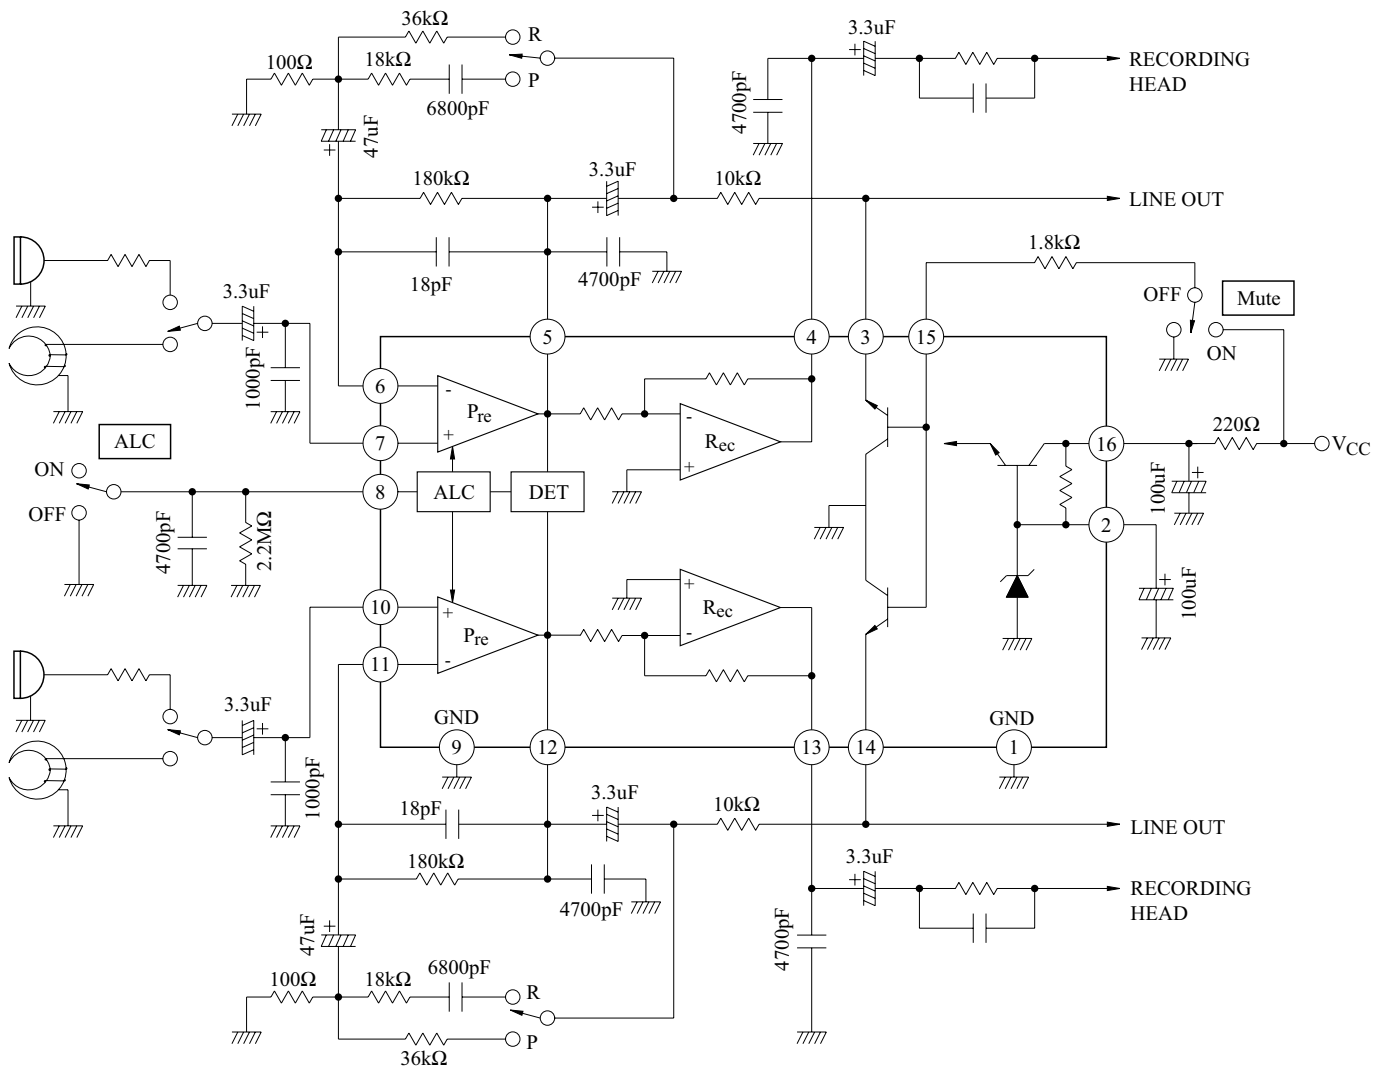 36kΩ
R
3.3uF
100Ω
18kΩ
RECORDING
HEAD
P
6800pF
4700pF
47uF
180kΩ
3.3uF
10kΩ
LINE OUT
18pF
4700pF
1.8kΩ
3.3uF
OFF
Mute
ON
1000pF
5
4
3
15
6
-
Pre
+
7
-
Rec
+
16
220Ω
VCC
ALC
ON
OFF
8
ALC
DET
100uF
2
4700pF
2.2MΩ
100uF
10
+
Pre
-
11
+
Rec
-
3.3uF
GND
9
12
13
14
GND
1
1000pF
18pF
3.3uF
10kΩ
LINE OUT
180kΩ
4700pF
3.3uF
RECORDING
HEAD
47uF
4700pF
100Ω
18kΩ
6800pF
R
P
36kΩ
+
+
+
+
+
+
+
+
+
+